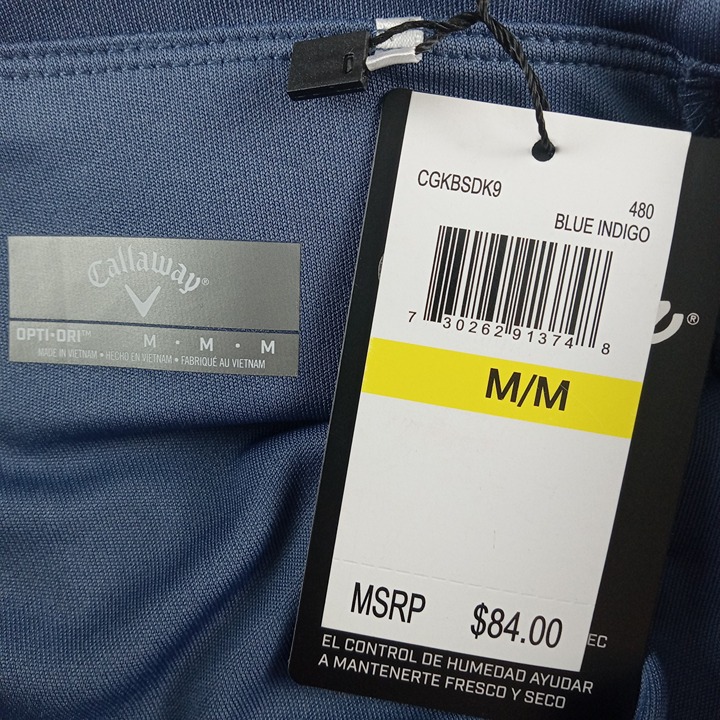 Callaway®
OPTI-DRI™ M • M • M
MADE IN VIETNAM • HECHO EN VIETNAM • FABRIQUÉ AU VIETNAM
CGKBSDK9
480
BLUE INDIGO
7 30262 91374 8
®
M/M
MSRP $84.00
EL CONTROL DE HUMEDAD AYUDAR
A MANTENERTE FRESCO Y SECO